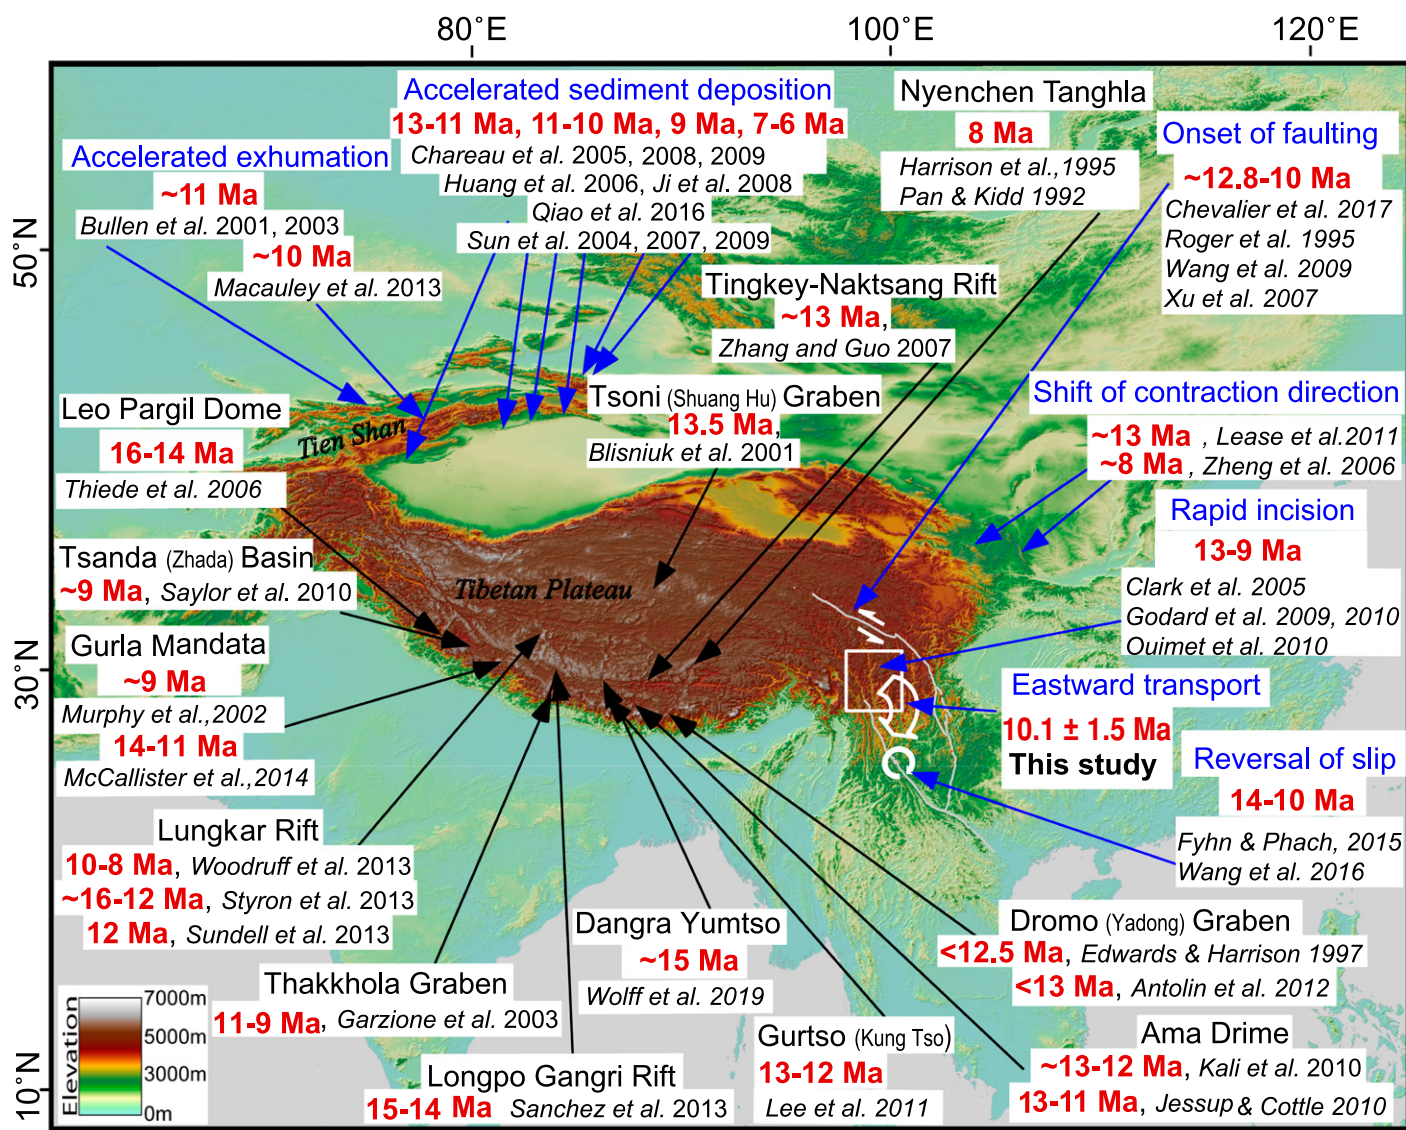 80°E
100°E
120°E
50°N
30°N
10°N
Accelerated sediment deposition
13-11 Ma, 11-10 Ma, 9 Ma, 7-6 Ma
Chareau et al. 2005, 2008, 2009
Huang et al. 2006, Ji et al. 2008
Qiao et al. 2016
Sun et al. 2004, 2007, 2009
Nyenchen Tanghla
8 Ma
Harrison et al.,1995
Pan & Kidd 1992
Onset of faulting
~12.8-10 Ma
Chevalier et al. 2017
Roger et al. 1995
Wang et al. 2009
Xu et al. 2007
Accelerated exhumation
~11 Ma
Bullen et al. 2001, 2003
~10 Ma
Macauley et al. 2013
Tingkey-Naktsang Rift
~13 Ma,
Zhang and Guo 2007
Tsoni (Shuang Hu) Graben
13.5 Ma,
Blisniuk et al. 2001
Shift of contraction direction
~13 Ma , Lease et al.2011
~8 Ma , Zheng et al. 2006
Leo Pargil Dome
16-14 Ma
Thiede et al. 2006
Tien Shan
Tibetan Plateau
Rapid incision
13-9 Ma
Clark et al. 2005
Godard et al. 2009, 2010
Ouimet et al. 2010
Tsanda (Zhada) Basin
~9 Ma, Saylor et al. 2010
Gurla Mandata
~9 Ma
Murphy et al.,2002
14-11 Ma
McCallister et al.,2014
Eastward transport
10.1 ± 1.5 Ma
This study
Reversal of slip
14-10 Ma
Fyhn & Phach, 2015
Wang et al. 2016
Lungkar Rift
10-8 Ma, Woodruff et al. 2013
~16-12 Ma, Styron et al. 2013
12 Ma, Sundell et al. 2013
Thakkhola Graben
11-9 Ma, Garzione et al. 2003
Longpo Gangri Rift
15-14 Ma Sanchez et al. 2013
Dangra Yumtso
~15 Ma
Wolff et al. 2019
Gurtso (Kung Tso)
13-12 Ma
Lee et al. 2011
Dromo (Yadong) Graben
<12.5 Ma, Edwards & Harrison 1997
<13 Ma, Antolin et al. 2012
Ama Drime
~13-12 Ma, Kali et al. 2010
13-11 Ma, Jessup & Cottle 2010
Elevation
7000m
5000m
3000m
0m